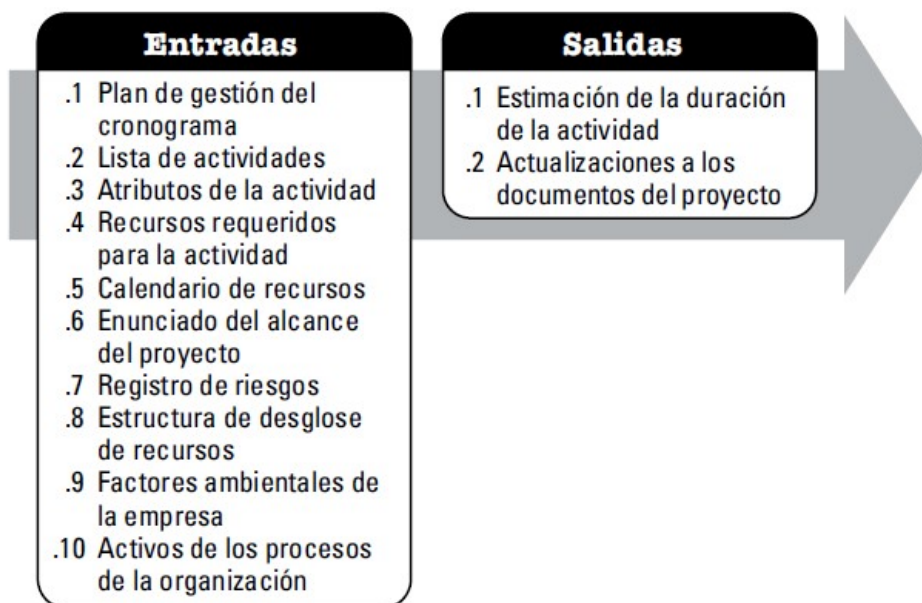 Entradas
.1 Plan de gestión del
cronograma
.2 Lista de actividades
.3 Atributos de la actividad
.4 Recursos requeridos
para la actividad
.5 Calendario de recursos
.6 Enunciado del alcance
del proyecto
.7 Registro de riesgos
.8 Estructura de desglose
de recursos
.9 Factores ambientales de
la empresa
.10 Activos de los procesos
de la organización
Salidas
.1 Estimación de la duración
de la actividad
.2 Actualizaciones a los
documentos del proyecto